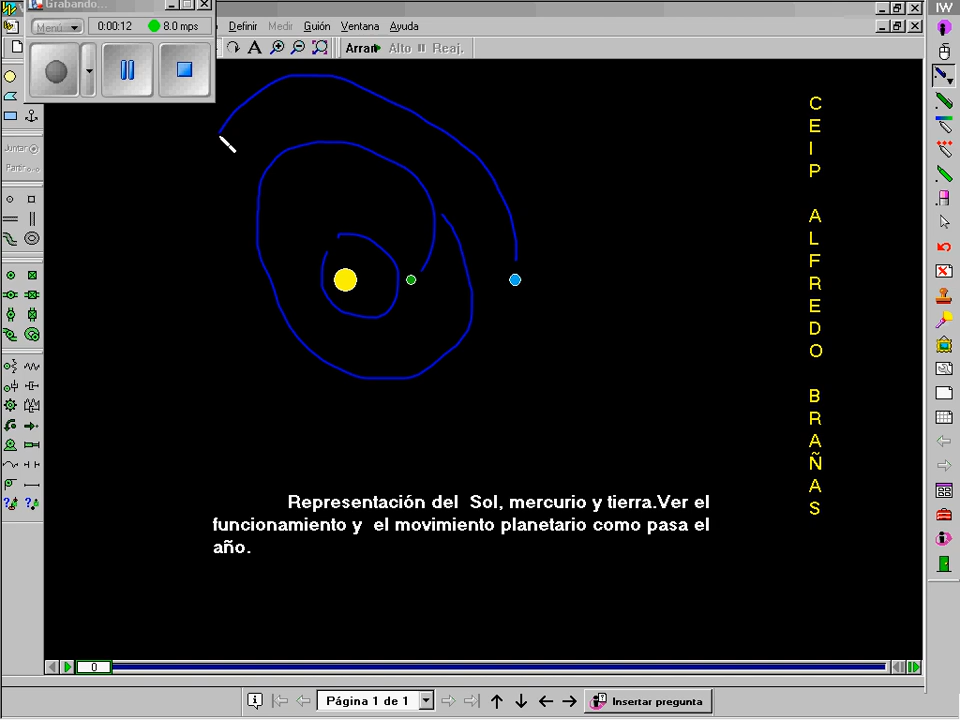 Grabando...
Menú
0:00:12
8.0 mps
Definir
Medir
Guión
Ventana
Ayuda
IW
A
Arran
Alto
Reaj.
Juntar
Partir
C
E
I
P
A
L
F
R
E
D
O
B
R
A
Ñ
A
S
Representación del Sol, mercurio y tierra.Ver el
funcionamiento y el movimiento planetario como pasa el
año.
0
Página 1 de 1
Insertar pregunta